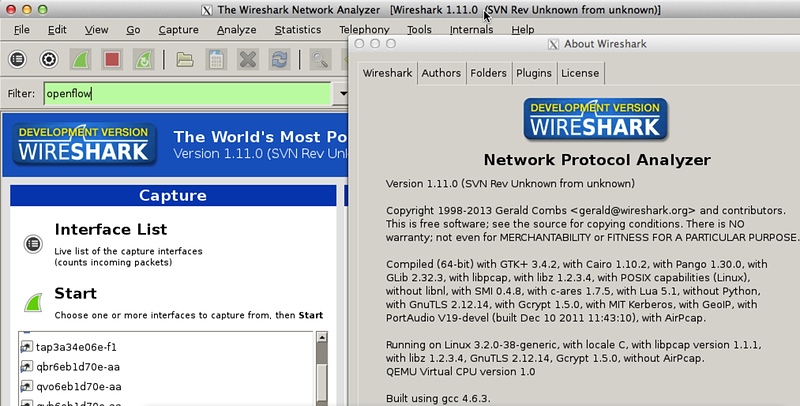 The Wireshark Network Analyzer [Wireshark 1.11.0 (SVN Rev Unknown from unknown)]
File Edit View Go Capture Analyze Statistics Telephony Tools Internals Help
Filter: openflow
DEVELOPMENT VERSION
WIRESHARK
The World's Most Po
Version 1.11.0 (SVN Rev Unk
Capture
Interface List
Live list of the capture interfaces
(counts incoming packets)
Start
Choose one or more interfaces to capture from, then Start
tap3a34e06e-f1
qbr6eb1d70e-aa
qvo6eb1d70e-aa
qvb6eb1d70e-aa
About Wireshark
Wireshark Authors Folders Plugins License
DEVELOPMENT VERSION
WIRESHARK
Network Protocol Analyzer
Version 1.11.0 (SVN Rev Unknown from unknown)
Copyright 1998-2013 Gerald Combs <gerald@wireshark.org> and contributors.
This is free software; see the source for copying conditions. There is NO
warranty; not even for MERCHANTABILITY or FITNESS FOR A PARTICULAR PURPOSE.
Compiled (64-bit) with GTK+ 3.4.2, with Cairo 1.10.2, with Pango 1.30.0, with
GLib 2.32.3, with libpcap, with libz 1.2.3.4, with POSIX capabilities (Linux),
without libnl, with SMI 0.4.8, with c-ares 1.7.5, with Lua 5.1, without Python,
with GnuTLS 2.12.14, with Gcrypt 1.5.0, with MIT Kerberos, with GeoIP, with
PortAudio V19-devel (built Dec 10 2011 11:43:10), with AirPcap.
Running on Linux 3.2.0-38-generic, with locale C, with libpcap version 1.1.1,
with libz 1.2.3.4, GnuTLS 2.12.14, Gcrypt 1.5.0, without AirPcap.
QEMU Virtual CPU version 1.0
Built using gcc 4.6.3.